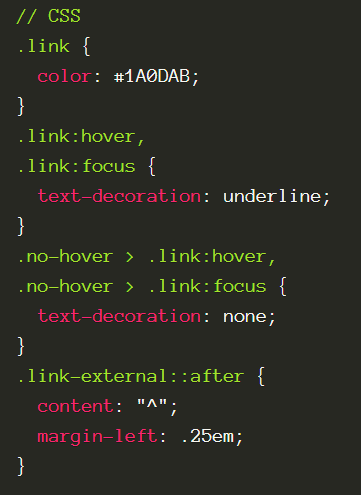 // CSS
.link {
  color: #1A0DAB;
}
.link:hover,
.link:focus {
  text-decoration: underline;
}
.no-hover > .link:hover,
.no-hover > .link:focus {
  text-decoration: none;
}
.link-external::after {
  content: "^";
  margin-left: .25em;
}